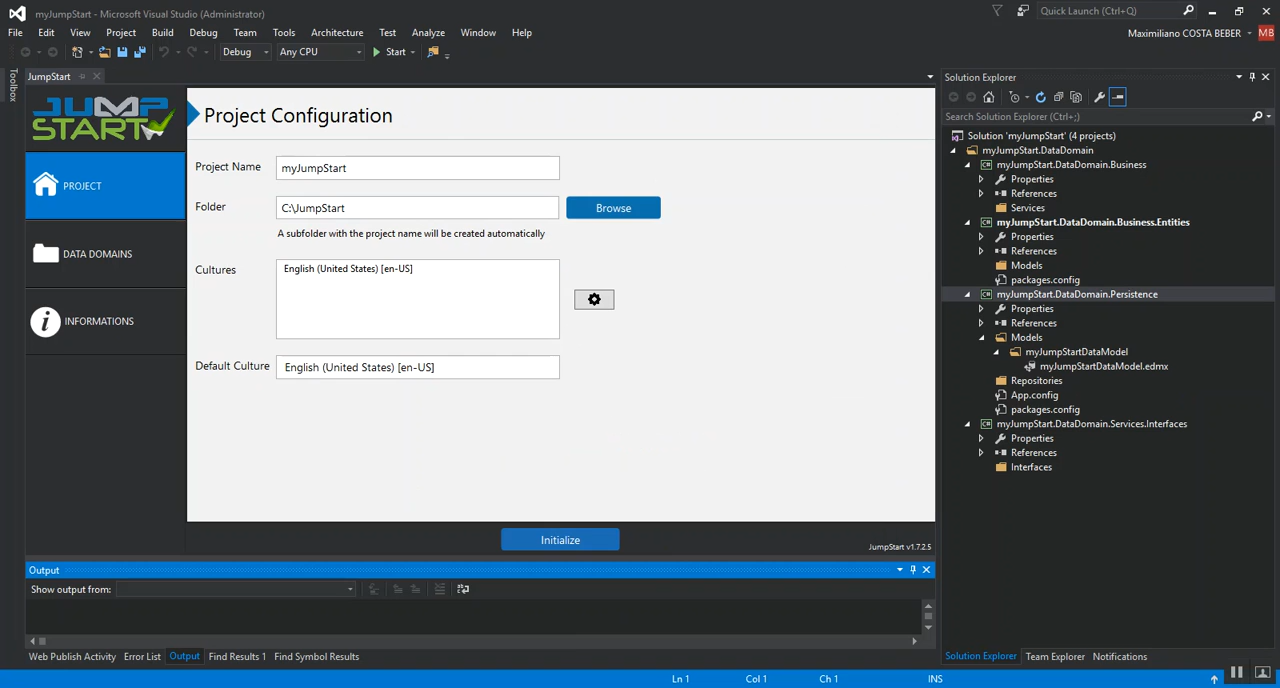 myJumpStart - Microsoft Visual Studio (Administrator)
Quick Launch (Ctrl+Q)
File Edit View Project Build Debug Team Tools Architecture Test Analyze Window Help
Maximiliano COSTA BEBER MB
Debug Any CPU Start
Toolbox
JumpStart
JUMP
START
PROJECT
DATA DOMAINS
INFORMATIONS
Project Configuration
Project Name myJumpStart
Folder C:\JumpStart Browse
A subfolder with the project name will be created automatically
Cultures English (United States) [en-US]
Default Culture English (United States) [en-US]
Initialize
JumpStart v1.7.2.5
Output
Show output from:
Web Publish Activity Error List Output Find Results 1 Find Symbol Results
Solution Explorer
Search Solution Explorer (Ctrl+;)
Solution 'myJumpStart' (4 projects)
myJumpStart.DataDomain
myJumpStart.DataDomain.Business
Properties
References
Services
myJumpStart.DataDomain.Business.Entities
Properties
References
Models
packages.config
myJumpStart.DataDomain.Persistence
Properties
References
Models
myJumpStartDataModel
myJumpStartDataModel.edmx
Repositories
App.config
packages.config
myJumpStart.DataDomain.Services.Interfaces
Properties
References
Interfaces
Solution Explorer Team Explorer Notifications
Ln 1 Col 1 Ch 1 INS